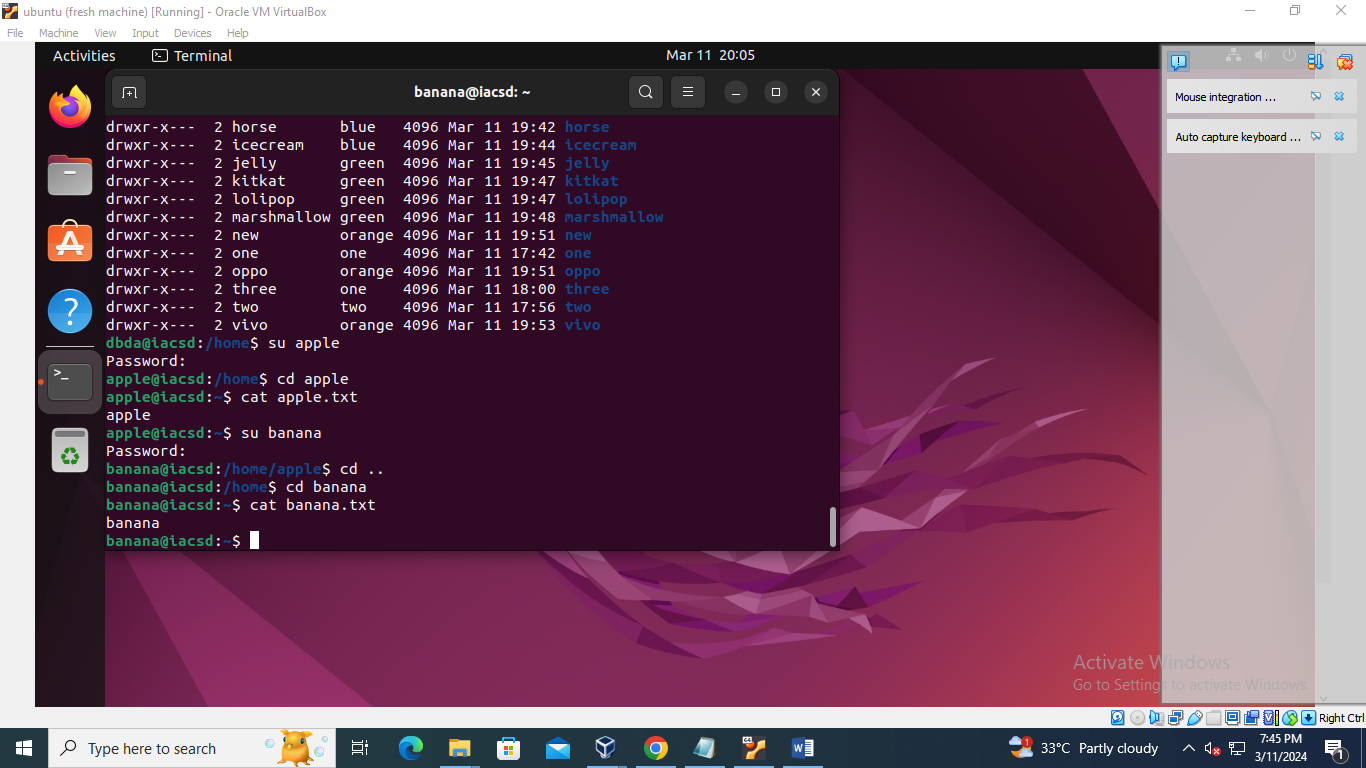 ubuntu (fresh machine) [Running] - Oracle VM VirtualBox
File Machine View Input Devices Help
Activities Terminal Mar 11 20:05
banana@iacsd: ~
drwxr-x--- 2 horse blue 4096 Mar 11 19:42 horse
drwxr-x--- 2 icecream blue 4096 Mar 11 19:44 icecream
drwxr-x--- 2 jelly green 4096 Mar 11 19:45 jelly
drwxr-x--- 2 kitkat green 4096 Mar 11 19:47 kitkat
drwxr-x--- 2 lolipop green 4096 Mar 11 19:47 lolipop
drwxr-x--- 2 marshmallow green 4096 Mar 11 19:48 marshmallow
drwxr-x--- 2 new orange 4096 Mar 11 19:51 new
drwxr-x--- 2 one one 4096 Mar 11 17:42 one
drwxr-x--- 2 oppo orange 4096 Mar 11 19:51 oppo
drwxr-x--- 2 three one 4096 Mar 11 18:00 three
drwxr-x--- 2 two two 4096 Mar 11 17:56 two
drwxr-x--- 2 vivo orange 4096 Mar 11 19:53 vivo
dbda@iacsd:/home$ su apple
Password:
apple@iacsd:/home$ cd apple
apple@iacsd:~$ cat apple.txt
apple
apple@iacsd:~$ su banana
Password:
banana@iacsd:/home/apple$ cd ..
banana@iacsd:/home$ cd banana
banana@iacsd:~$ cat banana.txt
banana
banana@iacsd:~$
Mouse integration ...
Auto capture keyboard ...
Activate Windows
Go to Settings to activate Windows.
Right Ctrl
Type here to search
1
33°C Partly cloudy
7:45 PM
3/11/2024
1